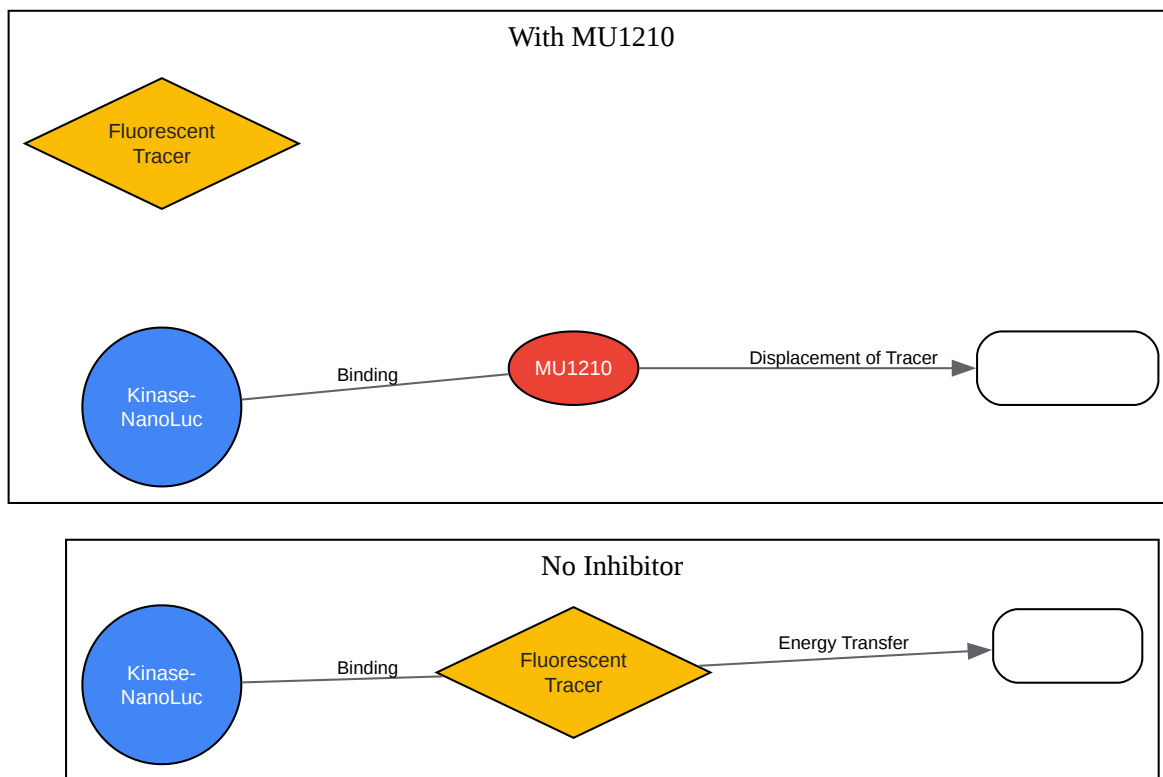 With MU1210
Fluorescent
Tracer
Kinase-
NanoLuc
Binding
MU1210
Displacement of Tracer
No Inhibitor
Kinase-
NanoLuc
Binding
Fluorescent
Tracer
Energy Transfer